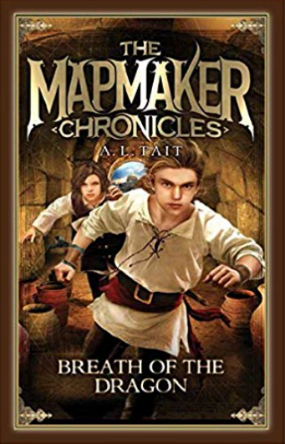 THE
MAPMAKER
CHRONICLES
A. L. TAIT
BREATH OF THE
DRAGON